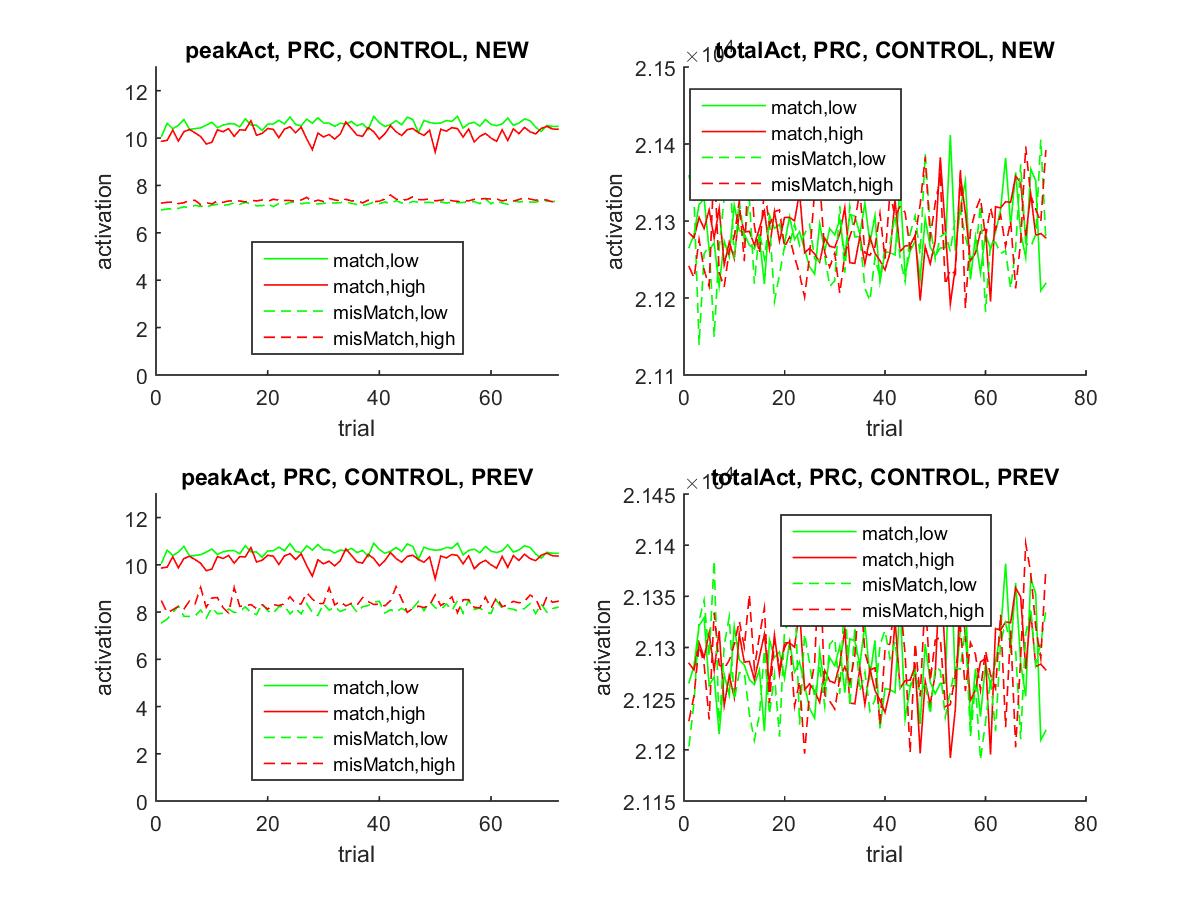 peakAct, PRC, CONTROL, NEW
activation
12
10
8
6
4
2
0
match,low
match,high
misMatch,low
misMatch,high
0 20 40 60
trial
×10⁴
totalAct, PRC, CONTROL, NEW
activation
2.15
2.14
2.13
2.12
2.11
match,low
match,high
misMatch,low
misMatch,high
0 20 40 60 80
trial
peakAct, PRC, CONTROL, PREV
activation
12
10
8
6
4
2
0
match,low
match,high
misMatch,low
misMatch,high
0 20 40 60
trial
×10⁴
totalAct, PRC, CONTROL, PREV
activation
2.145
2.14
2.135
2.13
2.125
2.12
2.115
match,low
match,high
misMatch,low
misMatch,high
0 20 40 60 80
trial